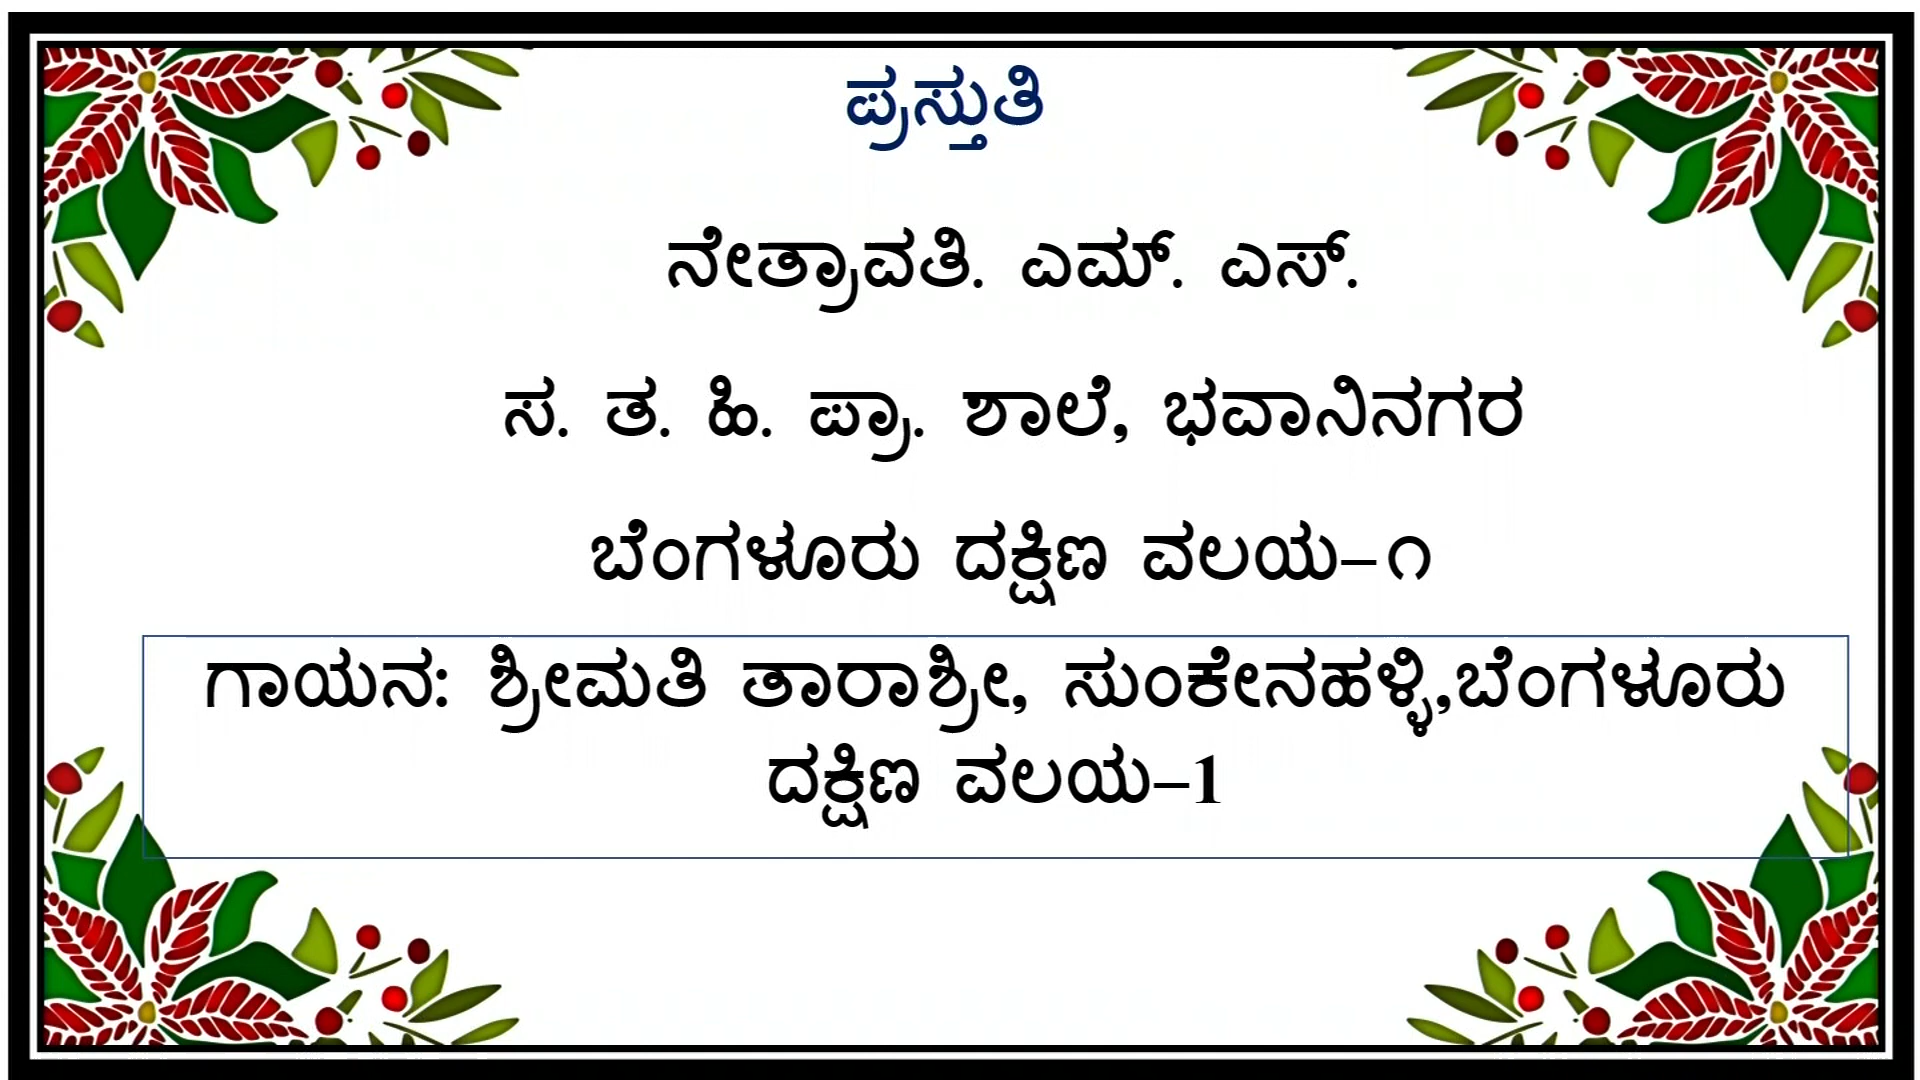 ಪ್ರಸ್ತುತಿ
ನೇತ್ರಾವತಿ. ಎಮ್. ಎಸ್.
ಸ. ತ. ಹಿ. ಪ್ರಾ. ಶಾಲೆ, ಭವಾನಿನಗರ
ಬೆಂಗಳೂರು ದಕ್ಷಿಣ ವಲಯ-೧
ಗಾಯನ: ಶ್ರೀಮತಿ ತಾರಾಶ್ರೀ, ಸುಂಕೇನಹಳ್ಳಿ,ಬೆಂಗಳೂರು
ದಕ್ಷಿಣ ವಲಯ-1